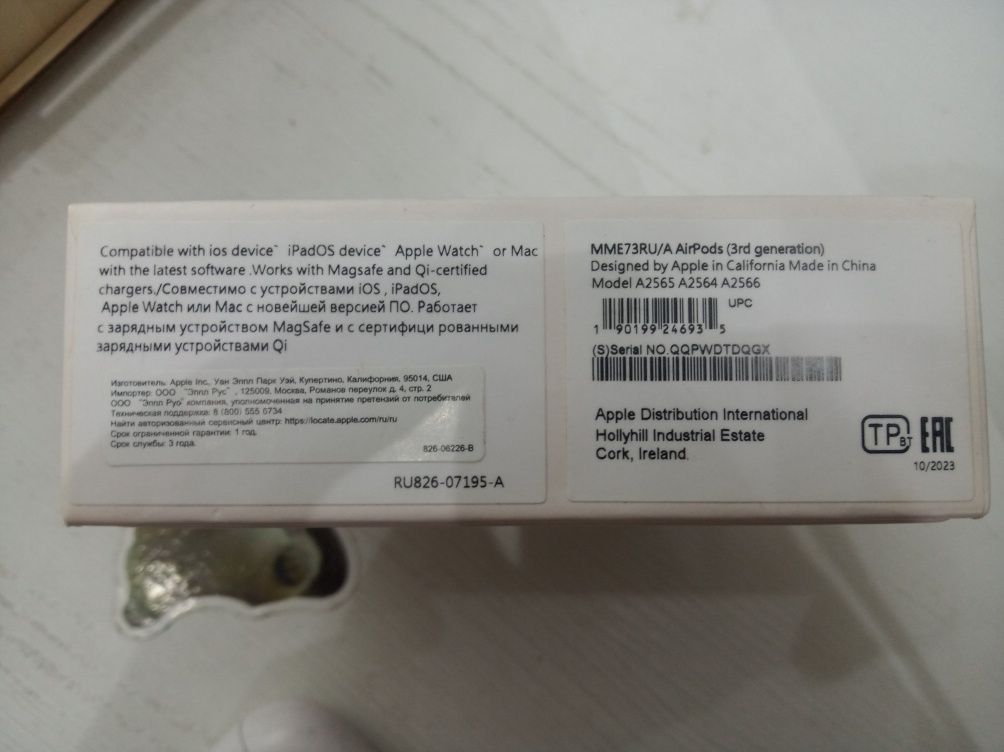 Compatible with ios device˜ iPadOS device˜ Apple Watch˜ or Mac
with the latest software .Works with Magsafe and Qi-certified
chargers./Совместимо с устройствами iOS , iPadOS,
Apple Watch или Mac с новейшей версией ПО. Работает
с зарядным устройством MagSafe и с сертифици рованными
зарядными устройствами Qi
Изготовитель: Apple Inc., Уан Эппл Парк Уэй, Купертино, Калифорния, 95014, США
Импортер: ООО "Эппл Рус" , 125009, Москва, Романов переулок д. 4, стр. 2
ООО "Эппл Руо" компания, уполномоченная на принятие претензий от потребителей
Техническая поддержка: 8 (800) 555 6734
Найти авторизованный сервисный центр: https://locate.apple.com/ru/ru
Срок ограниченной гарантии: 1 год.
Срок службы: 3 года.
826-06226-B
RU826-07195-A
MME73RU/A AirPods (3rd generation)
Designed by Apple in California Made in China
Model A2565 A2564 A2566
UPC
1 90199 24693 5
(S)Serial NO.QQPWDTDQGX
Apple Distribution International
Hollyhill Industrial Estate
Cork, Ireland.
TP BT EAC
10/2023